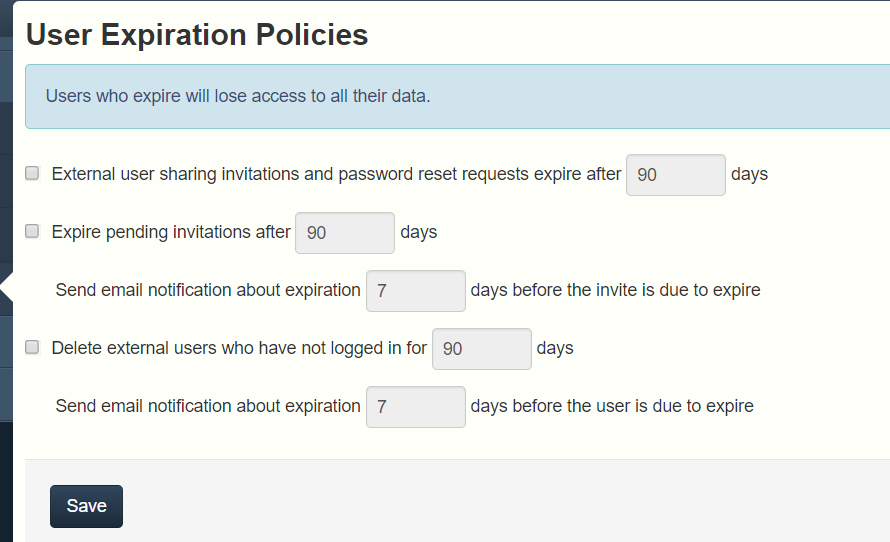 User Expiration Policies
Users who expire will lose access to all their data.
External user sharing invitations and password reset requests expire after 90 days
Expire pending invitations after 90 days
Send email notification about expiration 7 days before the invite is due to expire
Delete external users who have not logged in for 90 days
Send email notification about expiration 7 days before the user is due to expire
Save